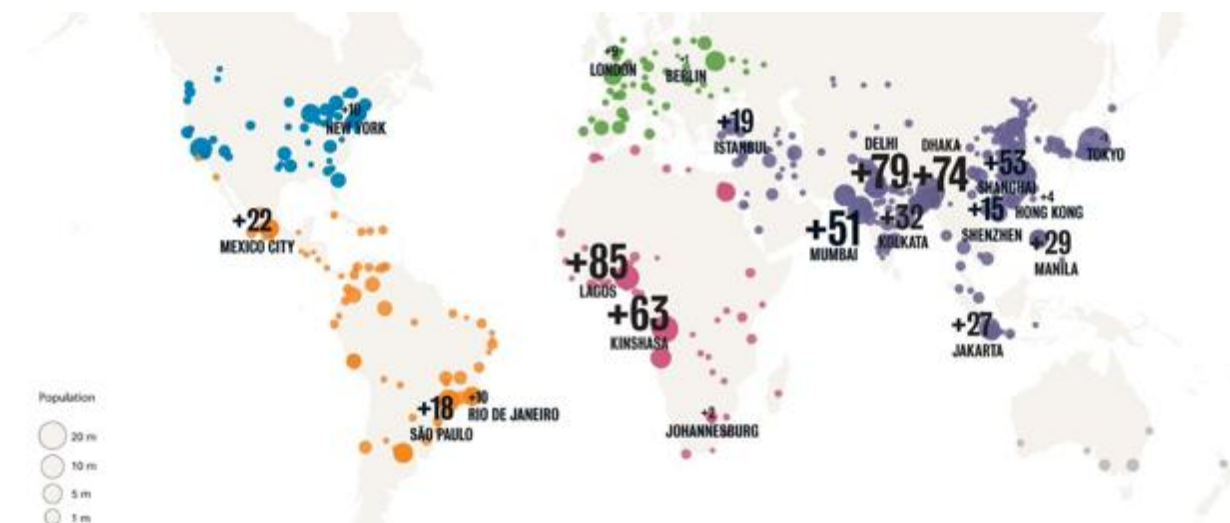 +9
LONDON
BERLIN
+10
NEW YORK
+19
ISTANBUL
DELHI
+79
DHAKA
+74
+53
SHANGHAI
TOKYO
+4
HONG KONG
+15
SHENZHEN
+32
KOLKATA
+51
MUMBAI
+29
MANILA
+22
MEXICO CITY
+85
LAGOS
+63
KINSHASA
+27
JAKARTA
+18
SÃO PAULO
+10
RIO DE JANEIRO
JOHANNESBURG
Population
20 m
10 m
5 m
1 m